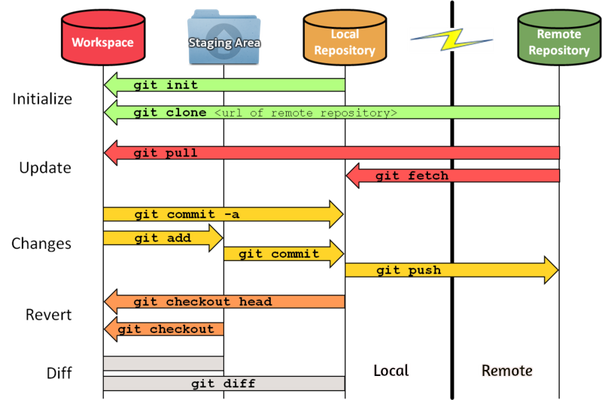 Workspace
Staging Area
Local
Repository
Remote
Repository
Initialize
git init
git clone <url of remote repository>
Update
git pull
git fetch
Changes
git commit -a
git add
git commit
git push
Revert
git checkout head
git checkout
Diff
git diff
Local
Remote